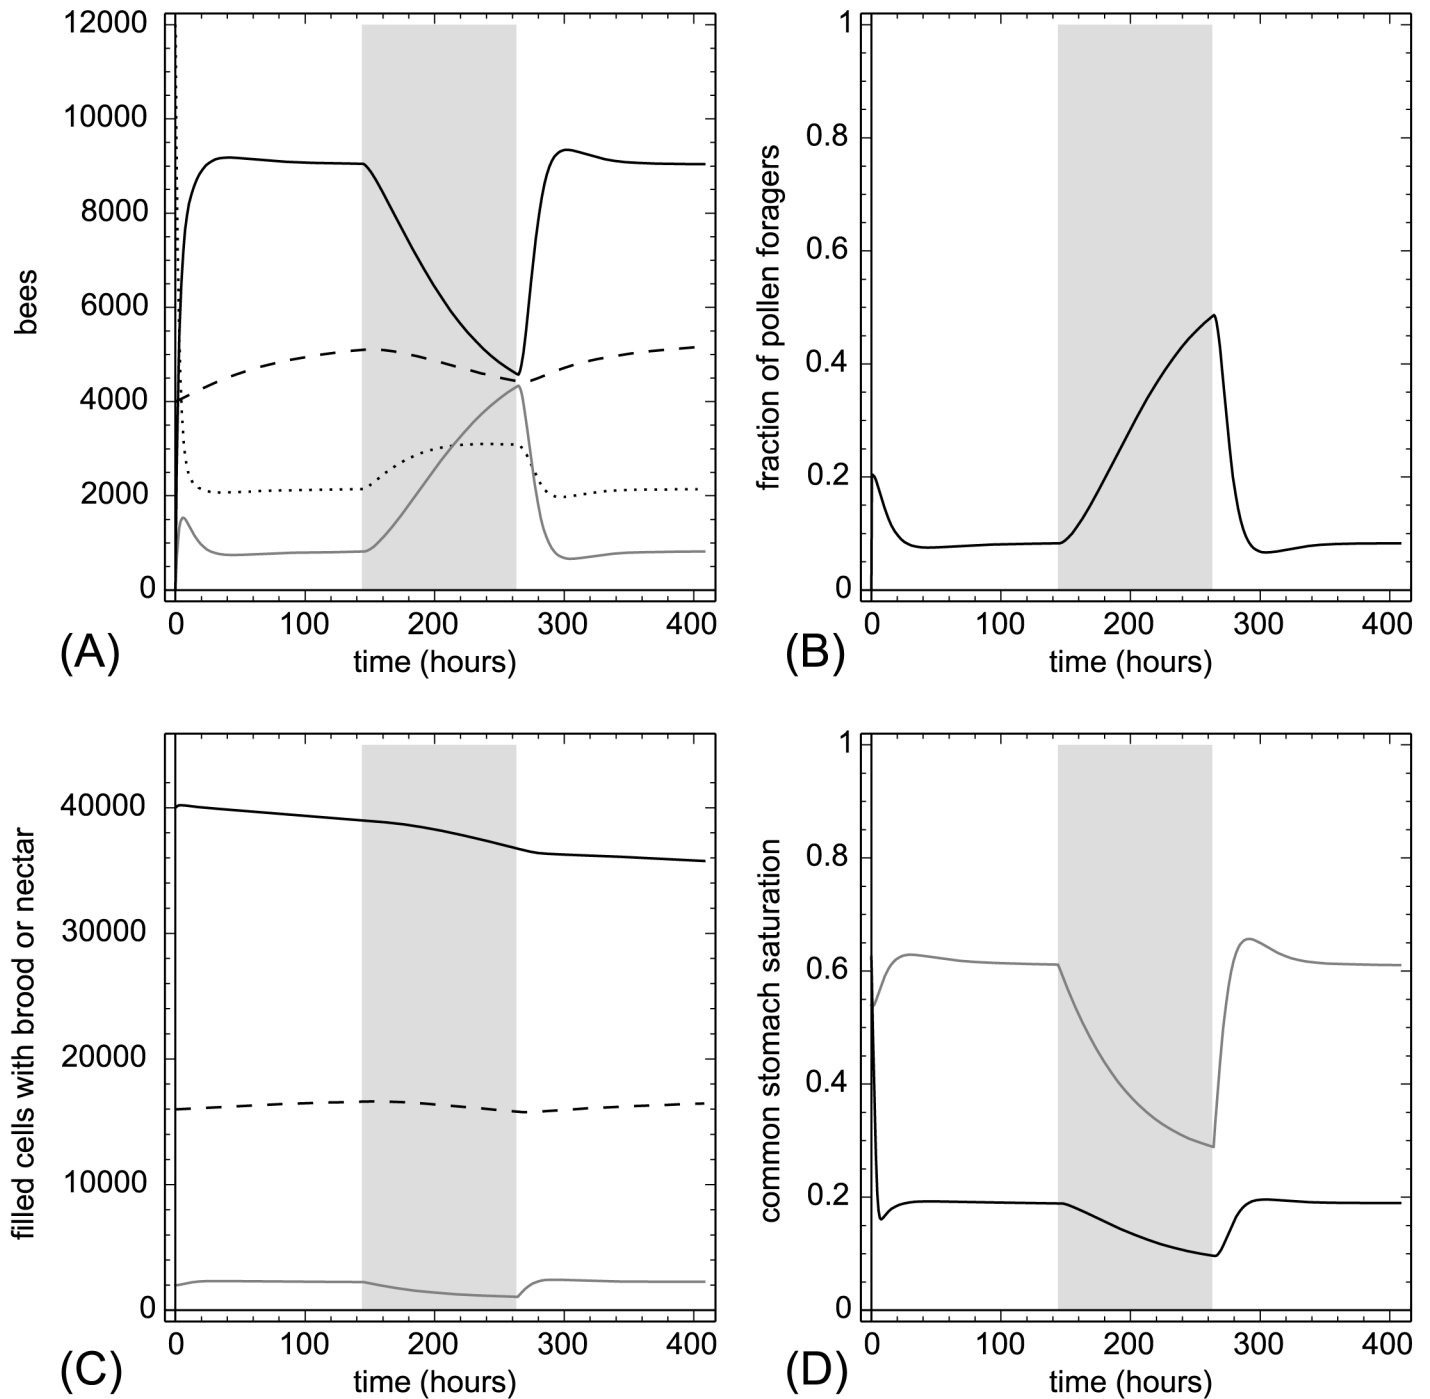 12000
10000
8000
6000
4000
2000
0
bees
0 100 200 300 400
time (hours)
(A)
1
0.8
0.6
0.4
0.2
0
fraction of pollen foragers
0 100 200 300 400
time (hours)
(B)
40000
30000
20000
10000
0
filled cells with brood or nectar
0 100 200 300 400
time (hours)
(C)
1
0.8
0.6
0.4
0.2
0
common stomach saturation
0 100 200 300 400
time (hours)
(D)